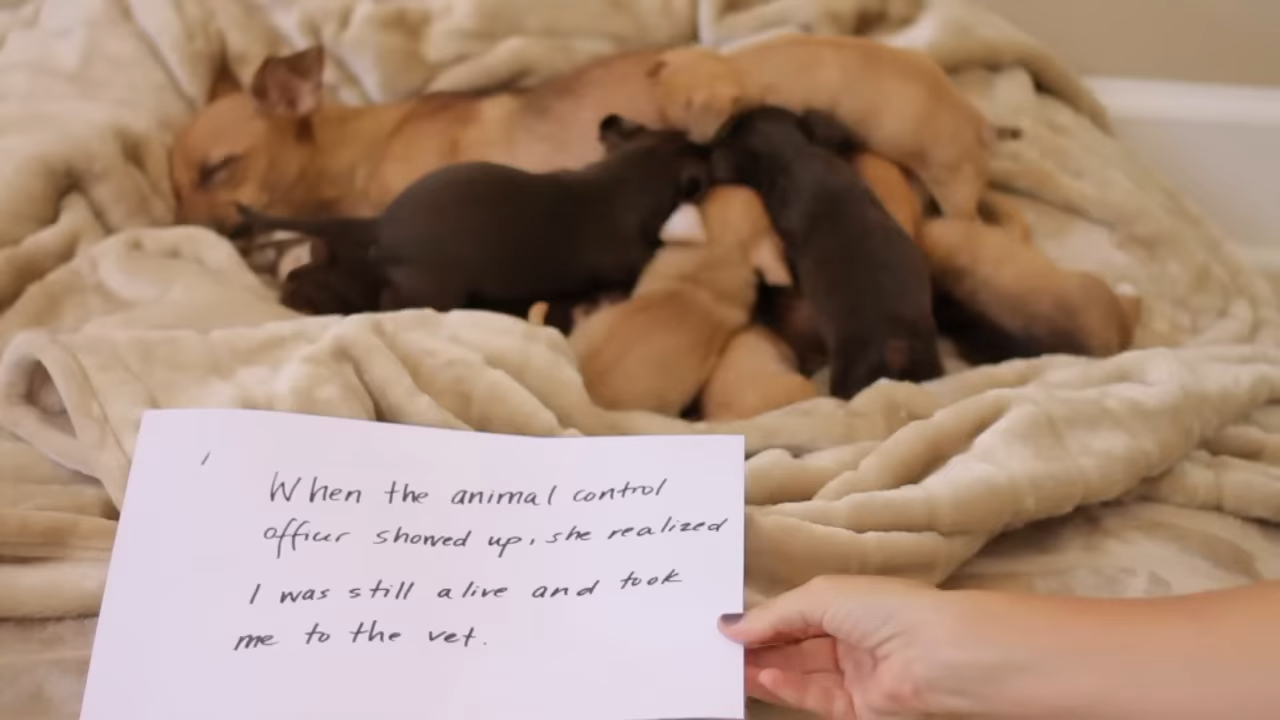 When the animal control
officer showed up, she realized
I was still alive and took
me to the vet.